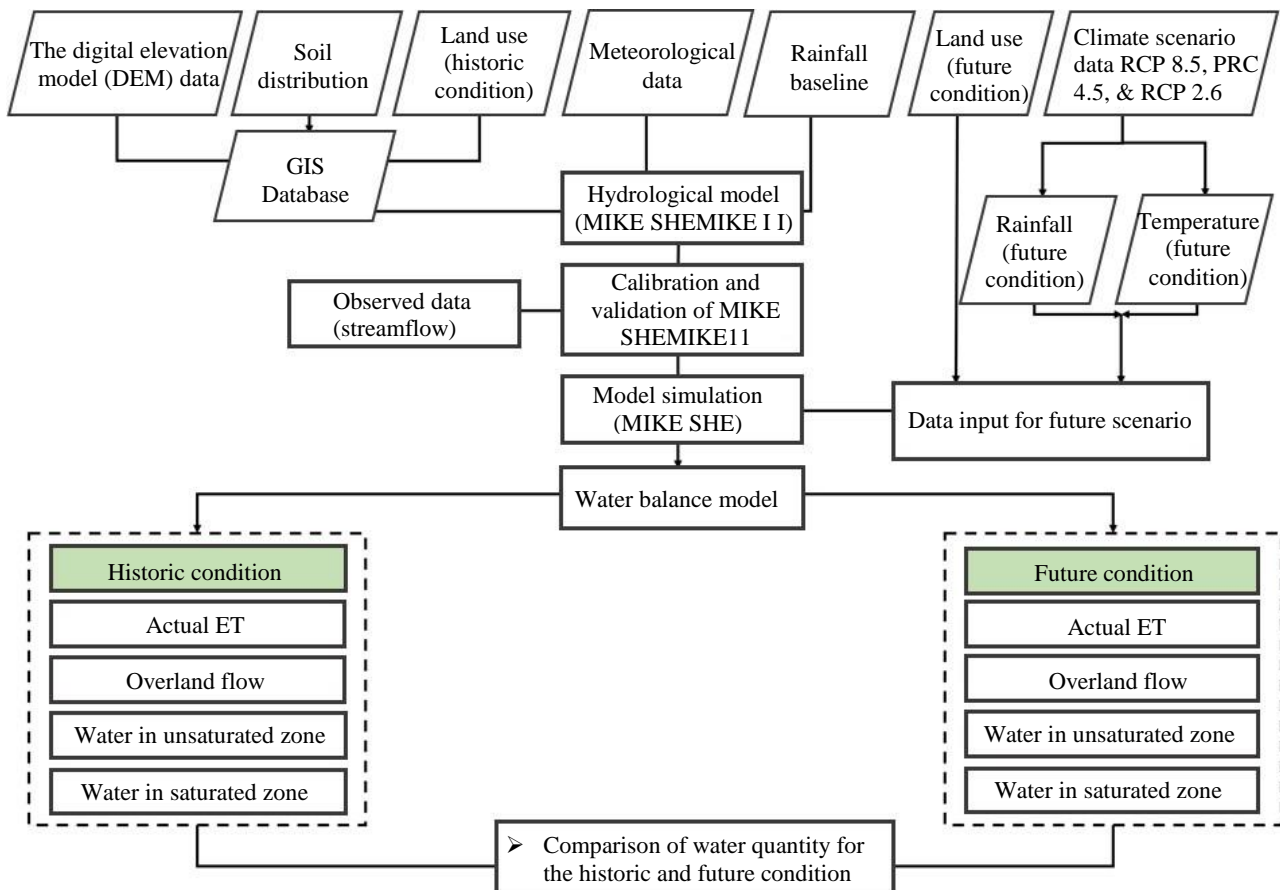 The digital elevation
model (DEM) data
Soil
distribution
Land use
(historic
condition)
Meteorological
data
Rainfall
baseline
Land use
(future
condition)
Climate scenario
data RCP 8.5, PRC
4.5, & RCP 2.6
GIS
Database
Hydrological model
(MIKE SHEMIKE I I)
Rainfall
(future
condition)
Temperature
(future
condition)
Observed data
(streamflow)
Calibration and
validation of MIKE
SHEMIKE11
Model simulation
(MIKE SHE)
Data input for future scenario
Water balance model
Historic condition
Actual ET
Overland flow
Water in unsaturated zone
Water in saturated zone
Future condition
Actual ET
Overland flow
Water in unsaturated zone
Water in saturated zone
➢ Comparison of water quantity for
the historic and future condition